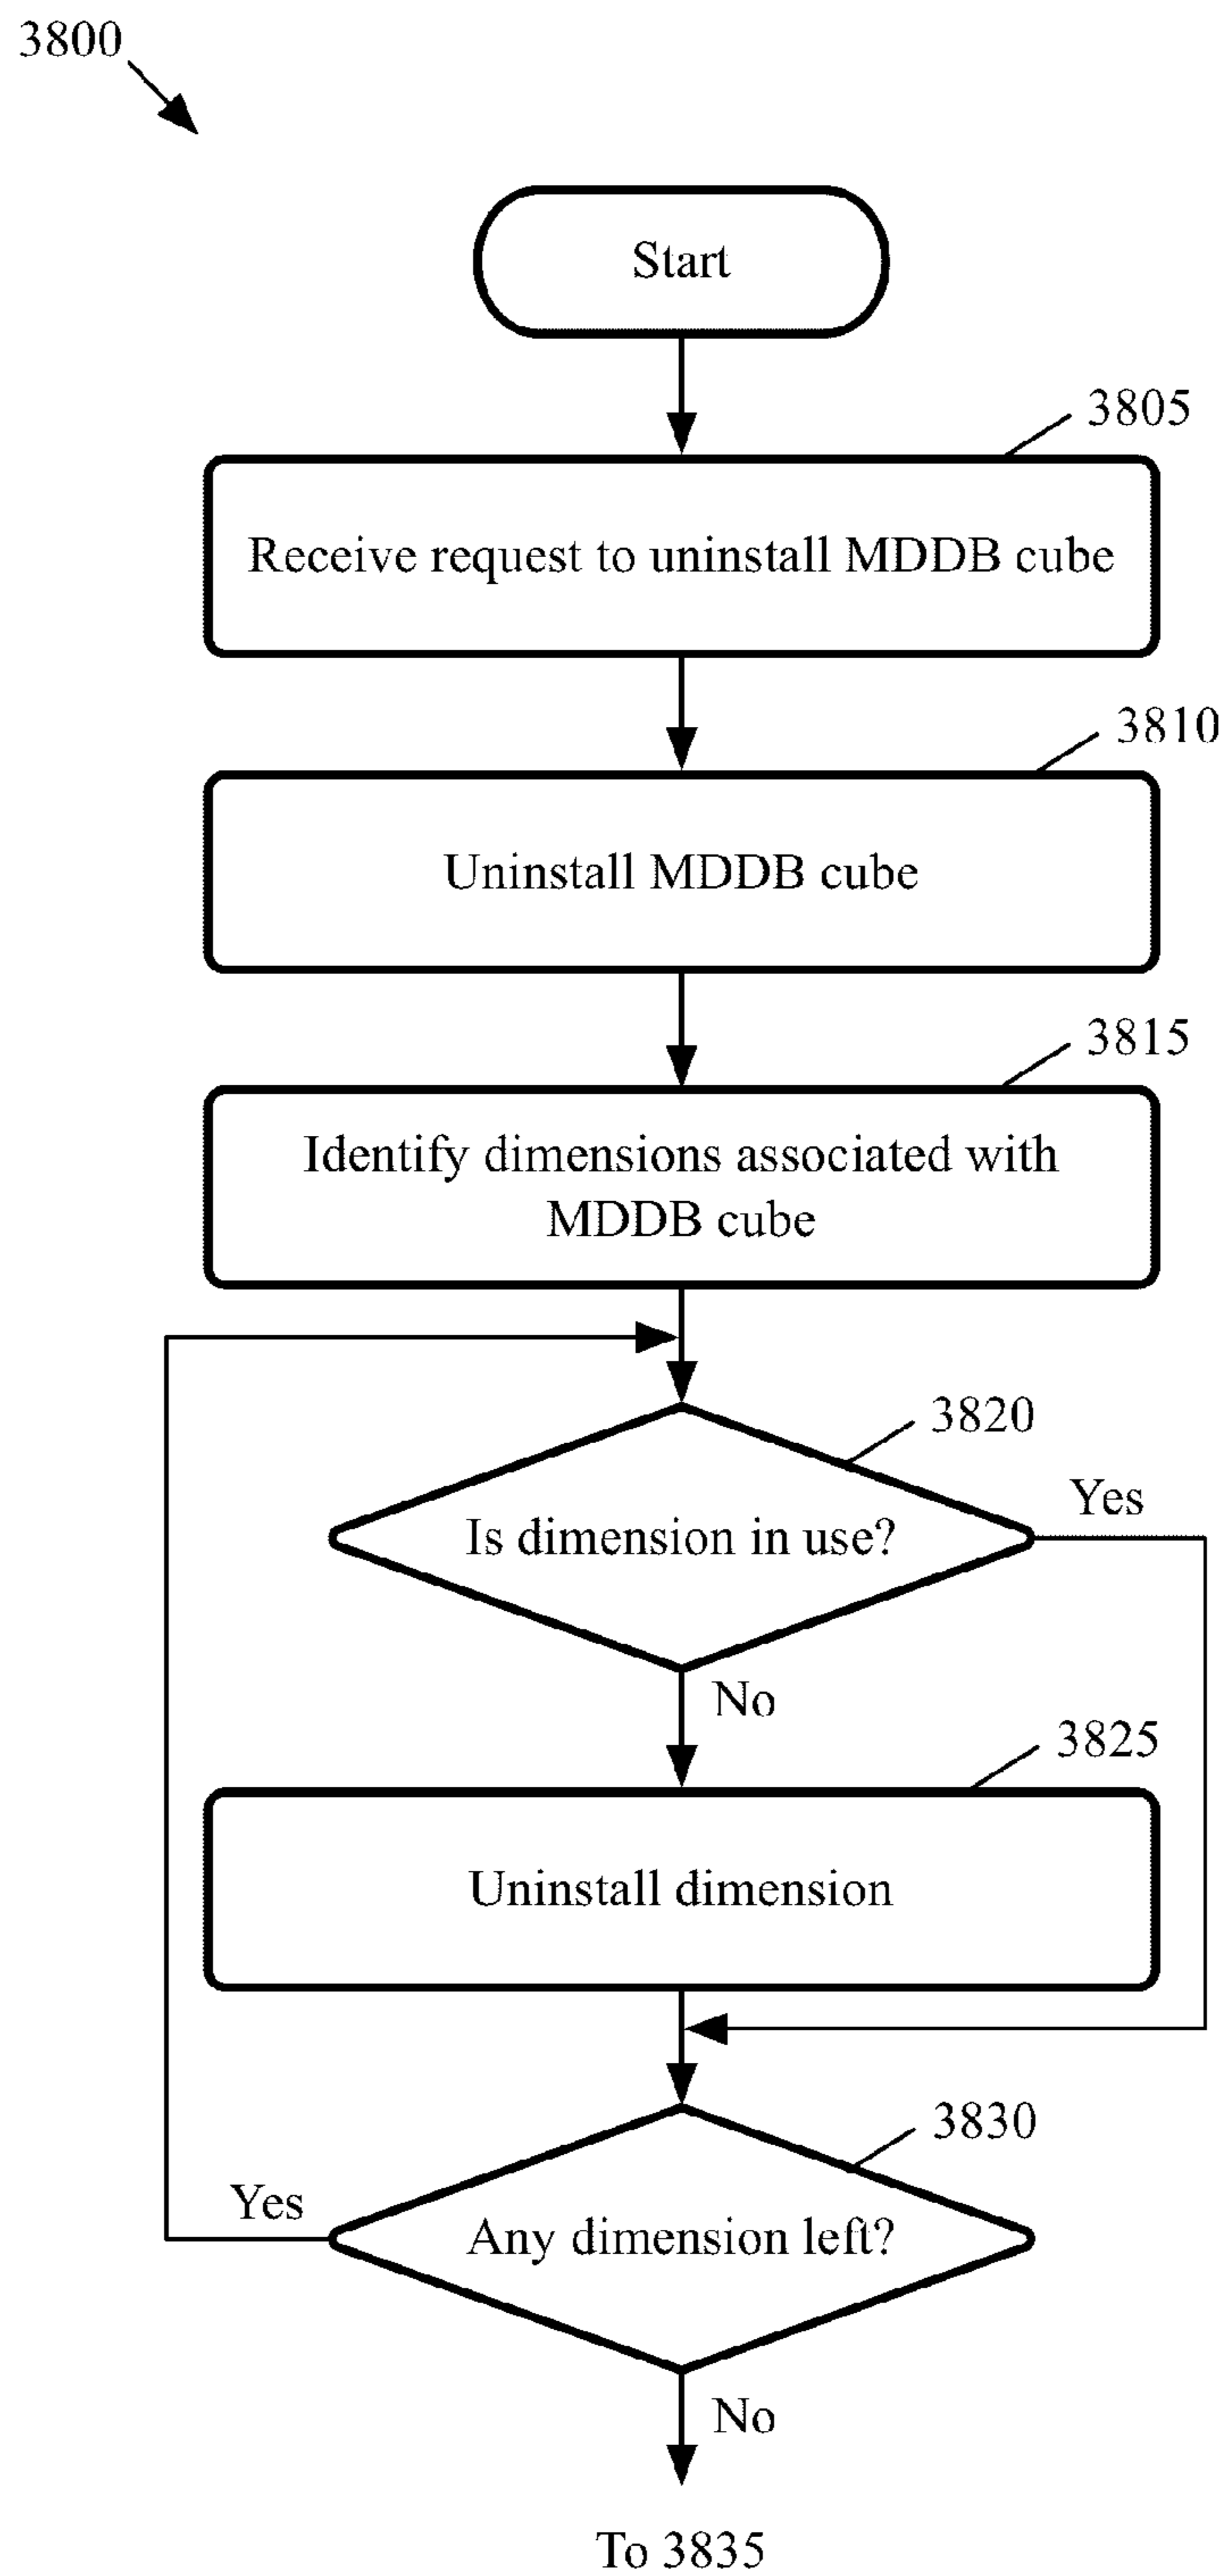 3800
Start
3805
Receive request to uninstall MDDB cube
3810
Uninstall MDDB cube
3815
Identify dimensions associated with
MDDB cube
3820
Is dimension in use?
Yes
No
3825
Uninstall dimension
3830
Any dimension left?
Yes
No
To 3835